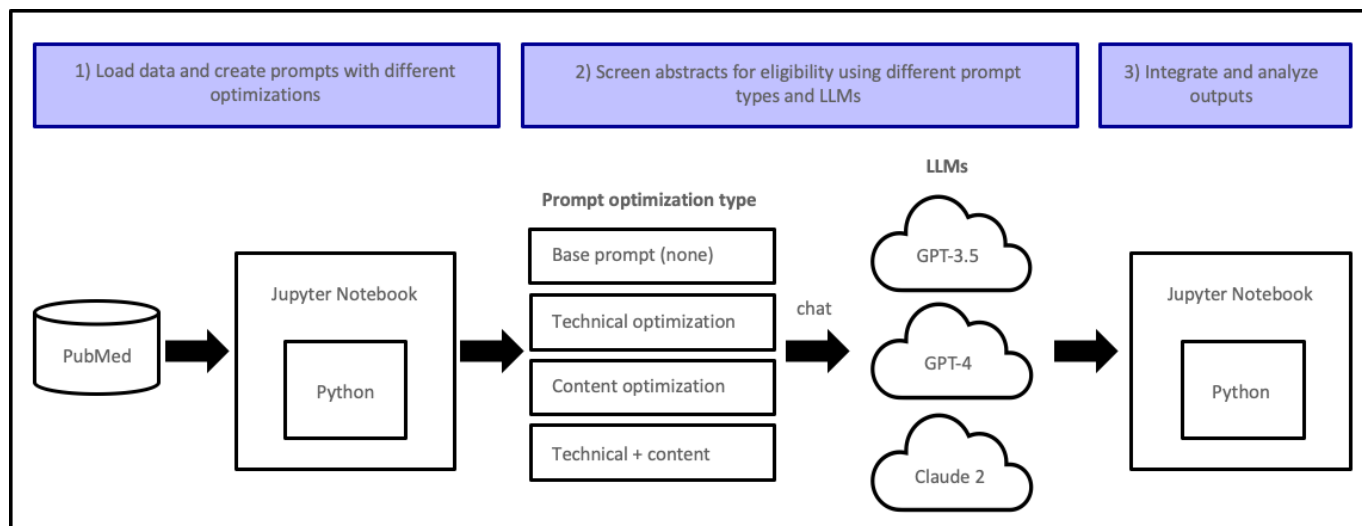 1) Load data and create prompts with different
optimizations
2) Screen abstracts for eligibility using different prompt
types and LLMs
3) Integrate and analyze
outputs
PubMed
Jupyter Notebook
Python
Prompt optimization type
Base prompt (none)
Technical optimization
Content optimization
Technical + content
chat
LLMs
GPT-3.5
GPT-4
Claude 2
Jupyter Notebook
Python